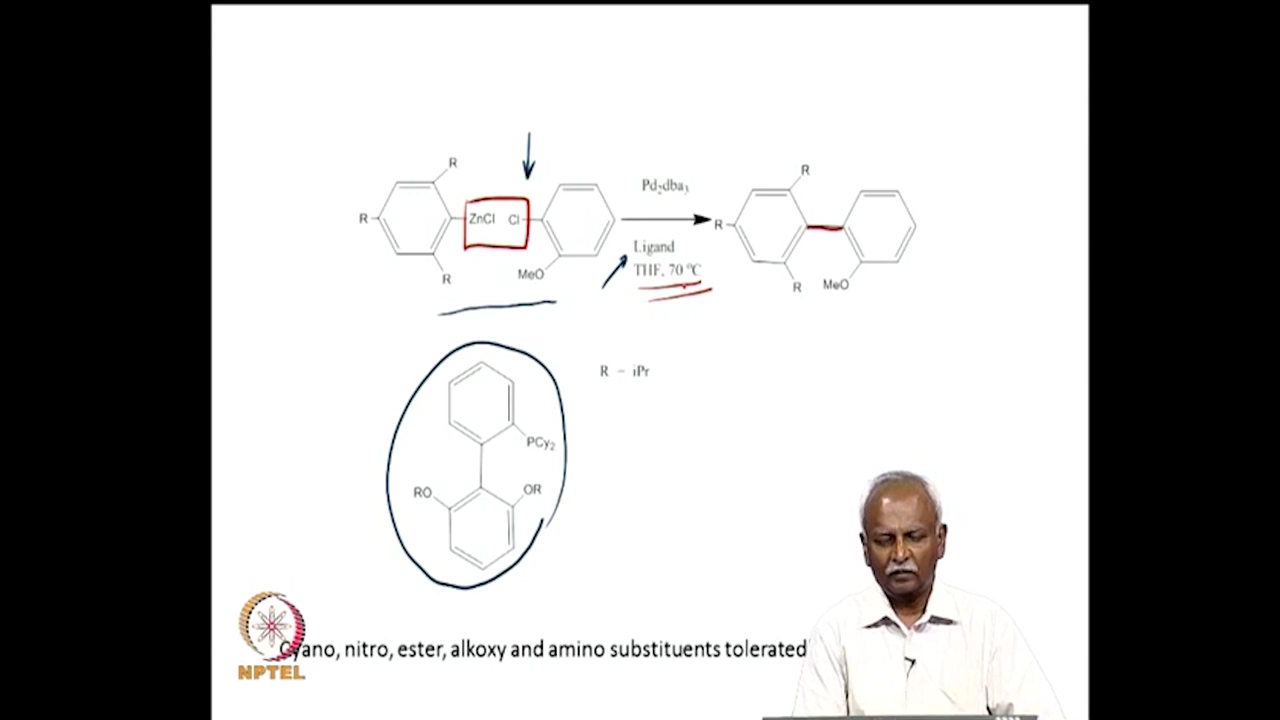 R
Pd₂dba₃
R
R
ZnCl
Cl
R
Ligand
R
MeO
THF, 70 °C
R
MeO
R – iPr
PCy₂
RO
OR
Cyano, nitro, ester, alkoxy and amino substituents tolerated
NPTEL